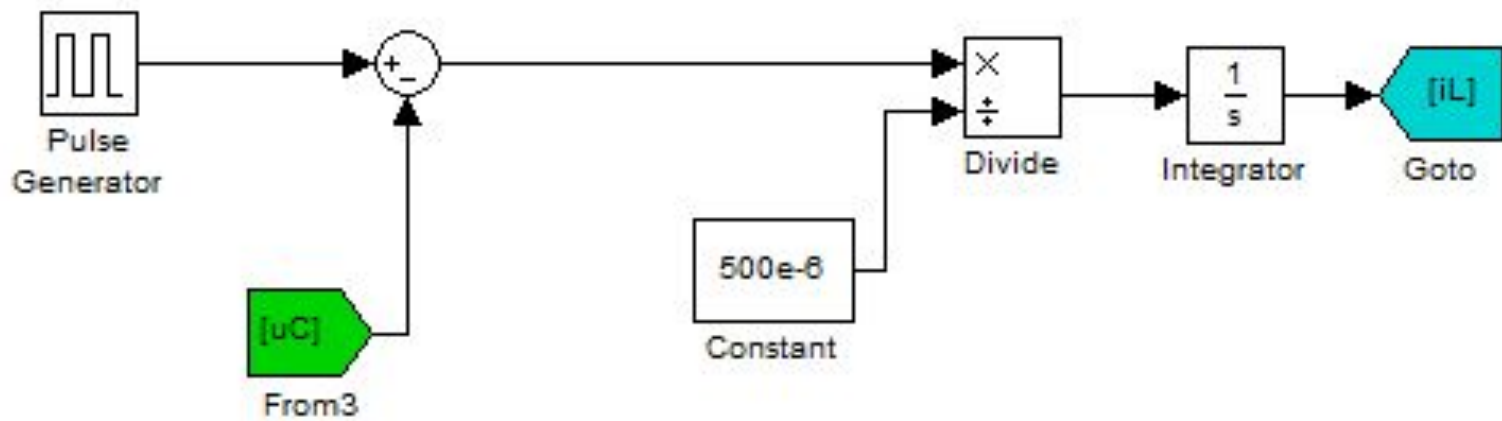 Pulse
Generator
+
−
×
÷
Divide
1
s
Integrator
[iL]
Goto
500e-6
Constant
[uC]
From3